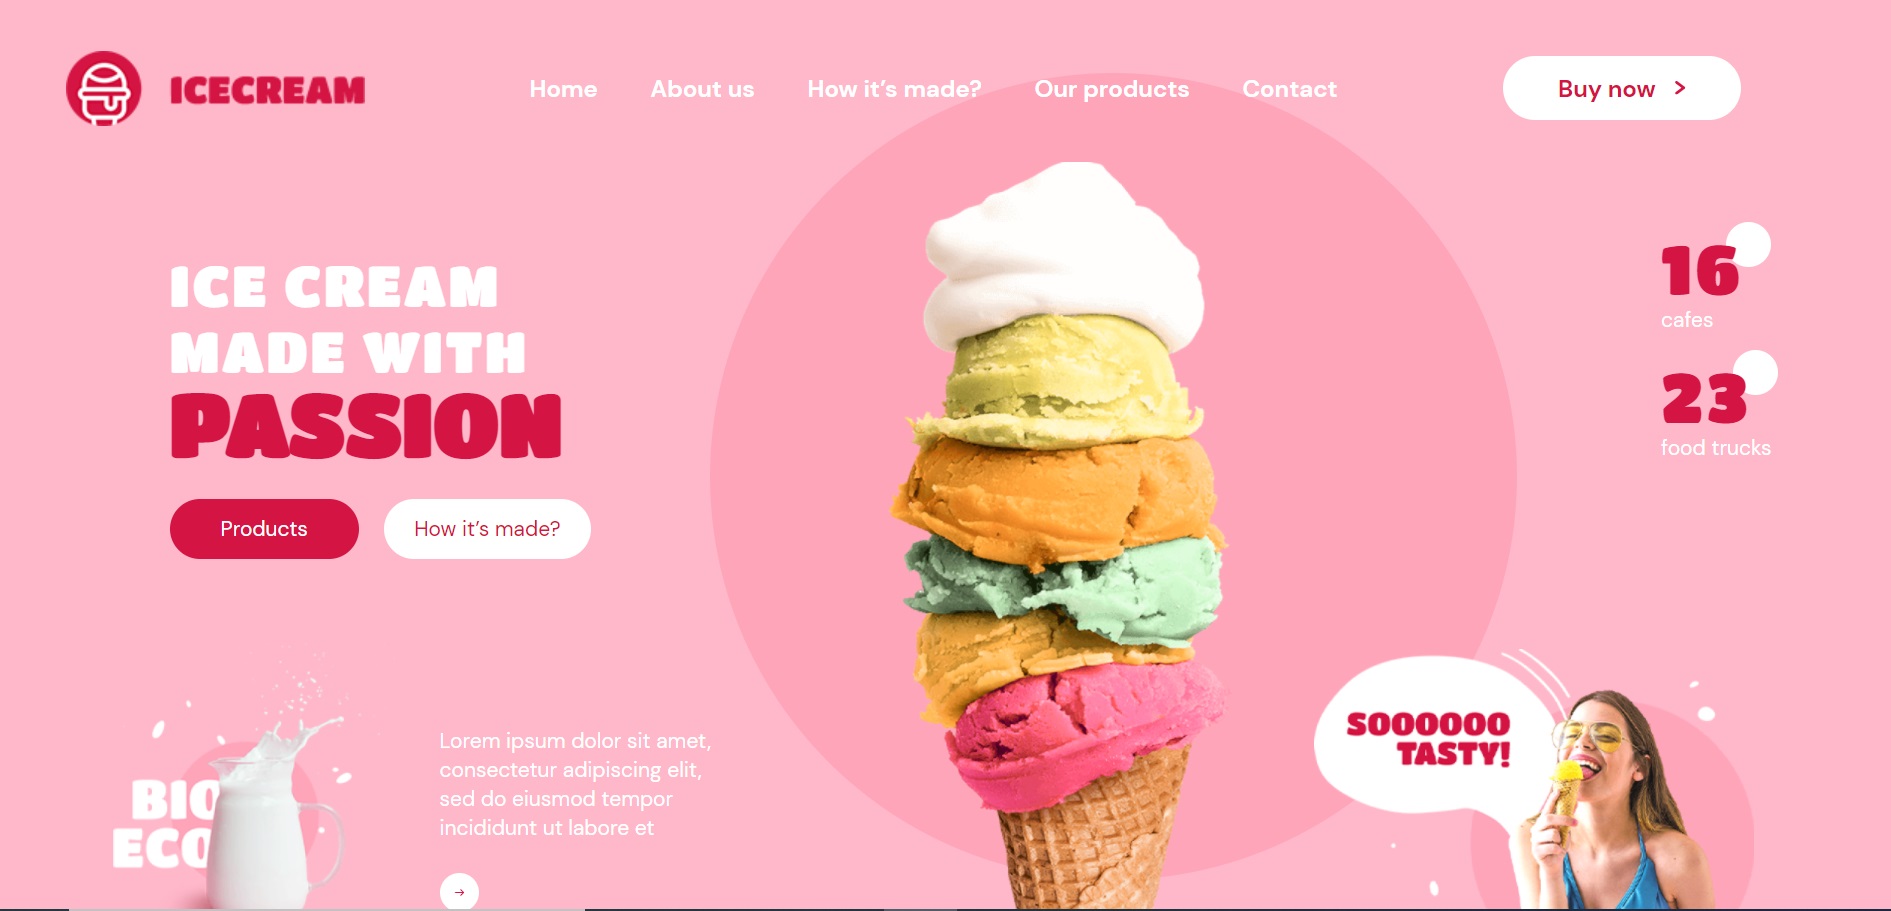 ICECREAM
Home
About us
How it's made?
Our products
Contact
Buy now >
ICE CREAM
MADE WITH
PASSION
Products
How it's made?
16
cafes
23
food trucks
BIO
ECO
Lorem ipsum dolor sit amet,
consectetur adipiscing elit,
sed do eiusmod tempor
incididunt ut labore et
SOOOOOO
TASTY!